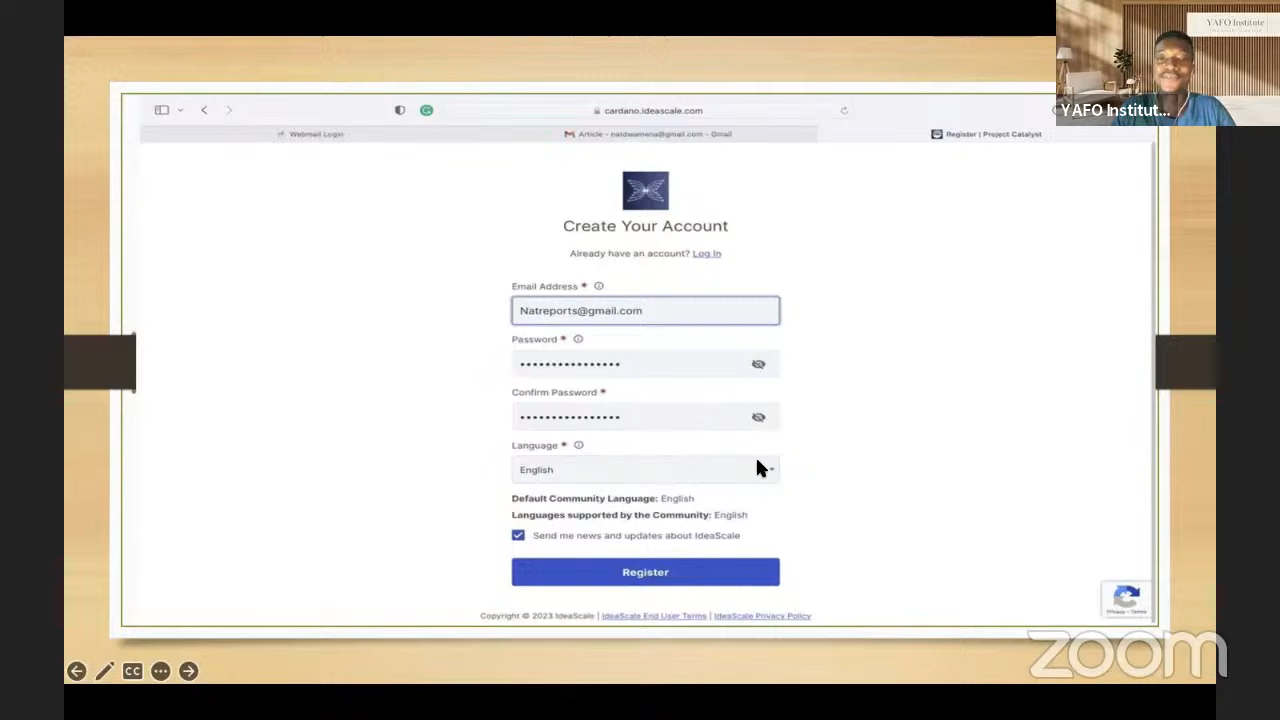 YAFO Institute
YAFO Institut...
cardano.ideascale.com
Webmail Login
Article - natdwamena@gmail.com - Gmail
Register | Project Catalyst
Create Your Account
Already have an account? Log In
Email Address *
Natreports@gmail.com
Password *
••••••••••••••••
Confirm Password *
••••••••••••••••
Language *
English
Default Community Language: English
Languages supported by the Community: English
Send me news and updates about IdeaScale
Register
Privacy - Terms
Copyright © 2023 IdeaScale | IdeaScale End User Terms | IdeaScale Privacy Policy
zoom
CC